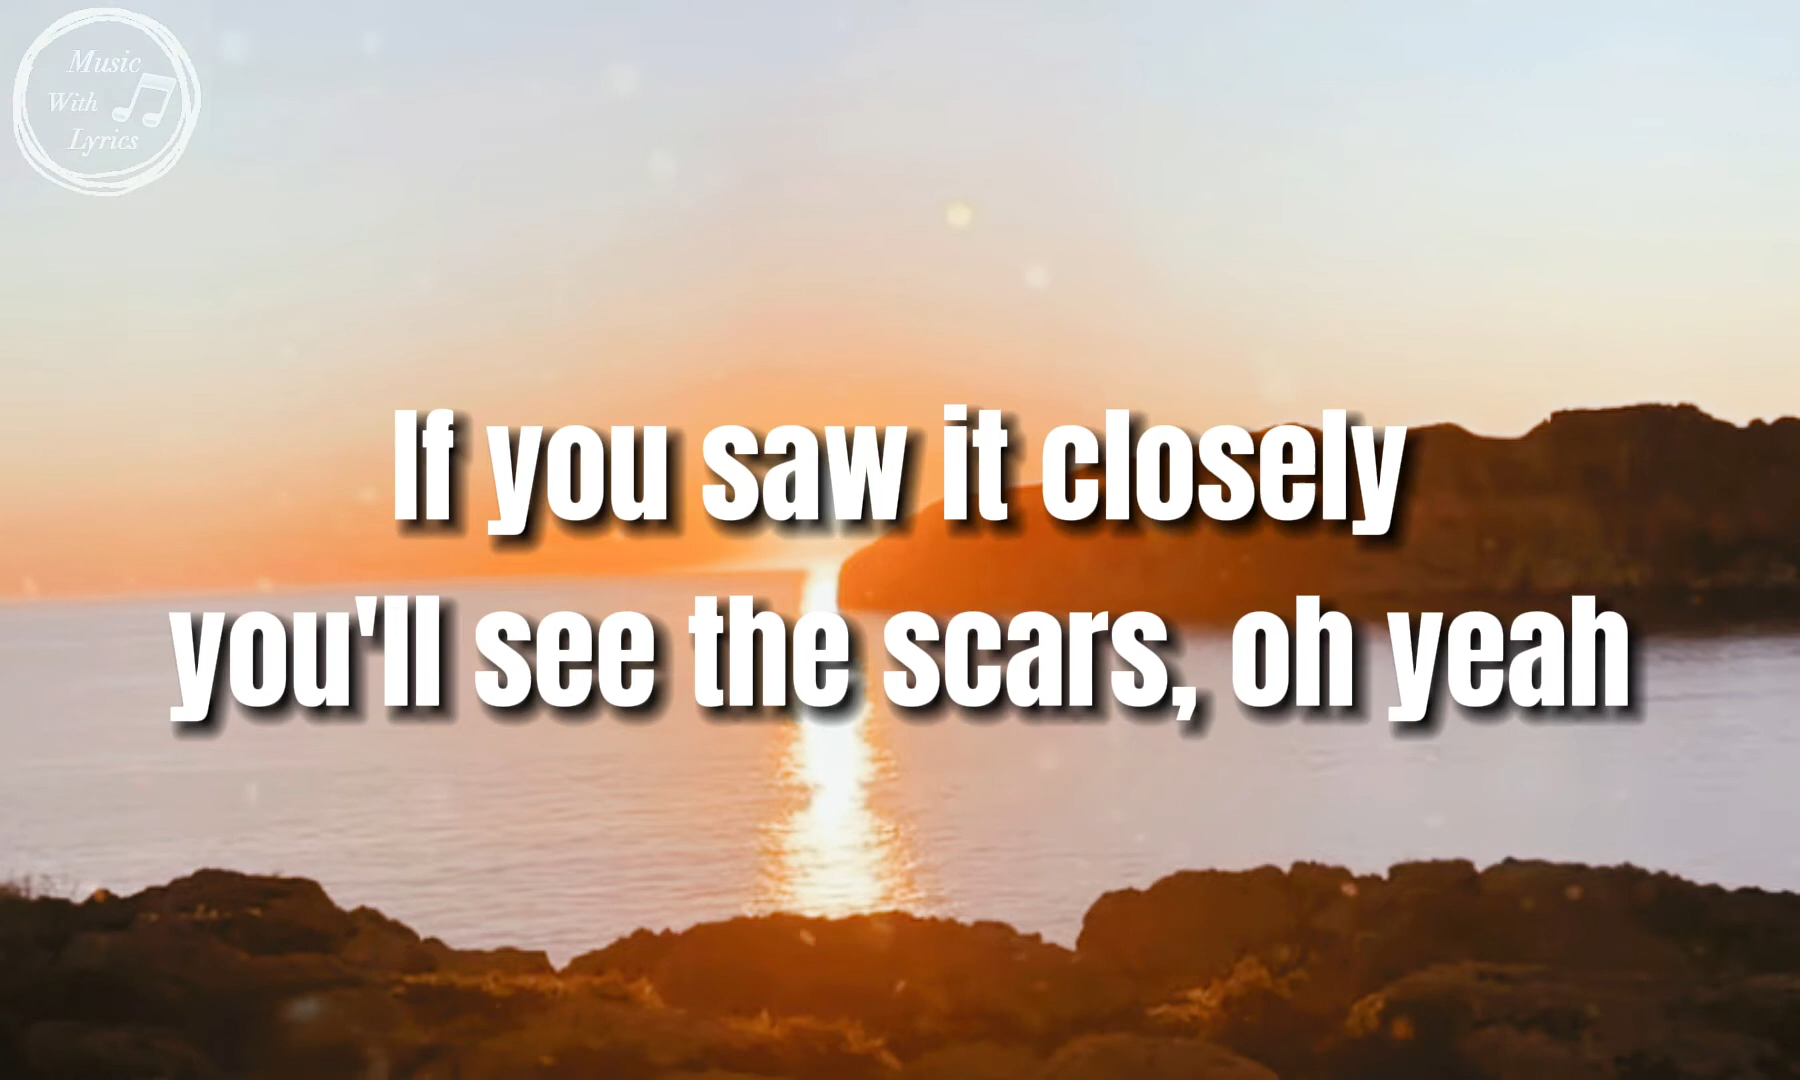 Music
With
Lyrics
If you saw it closely
you'll see the scars, oh yeah